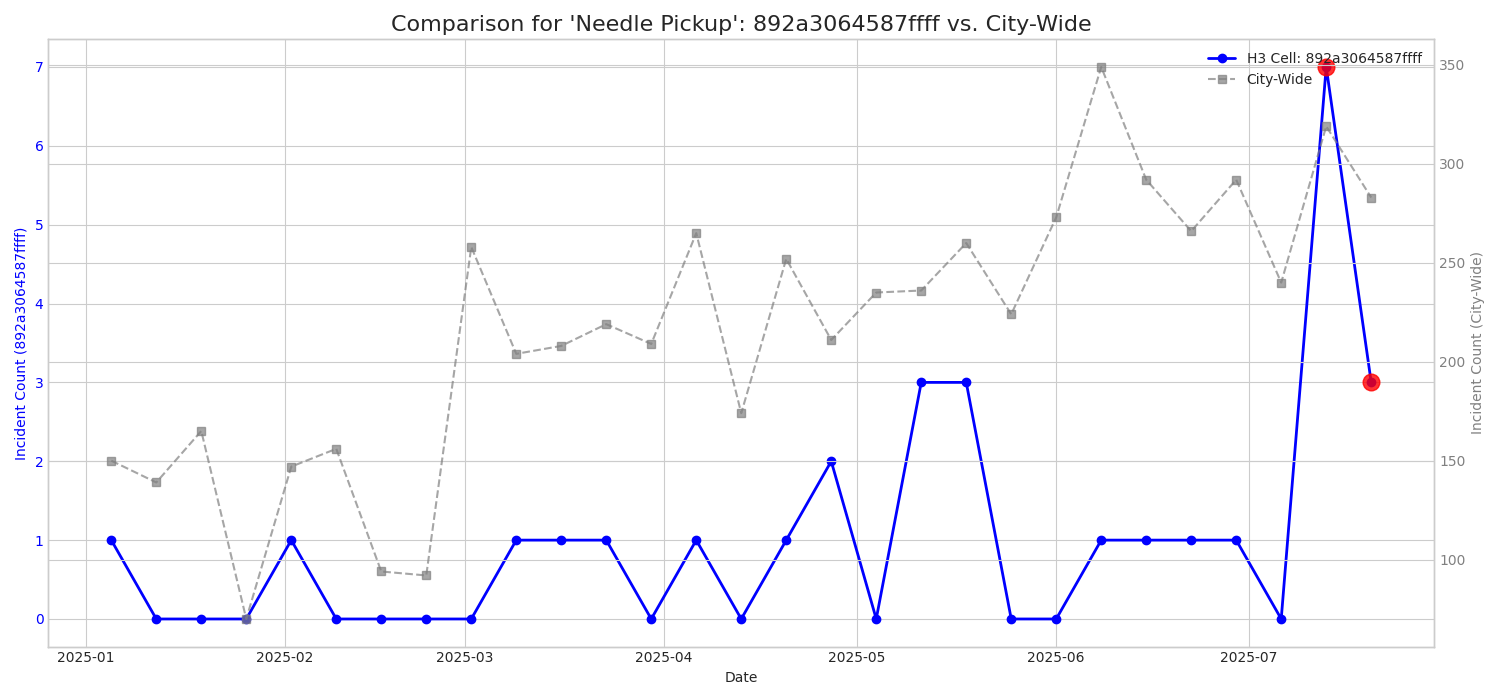 Comparison for 'Needle Pickup': 892a3064587ffff vs. City-Wide
H3 Cell: 892a3064587ffff
City-Wide
Incident Count (892a3064587ffff)
7
6
5
4
3
2
1
0
350
300
250
200
150
100
Incident Count (City-Wide)
2025-01 2025-02 2025-03 2025-04 2025-05 2025-06 2025-07
Date